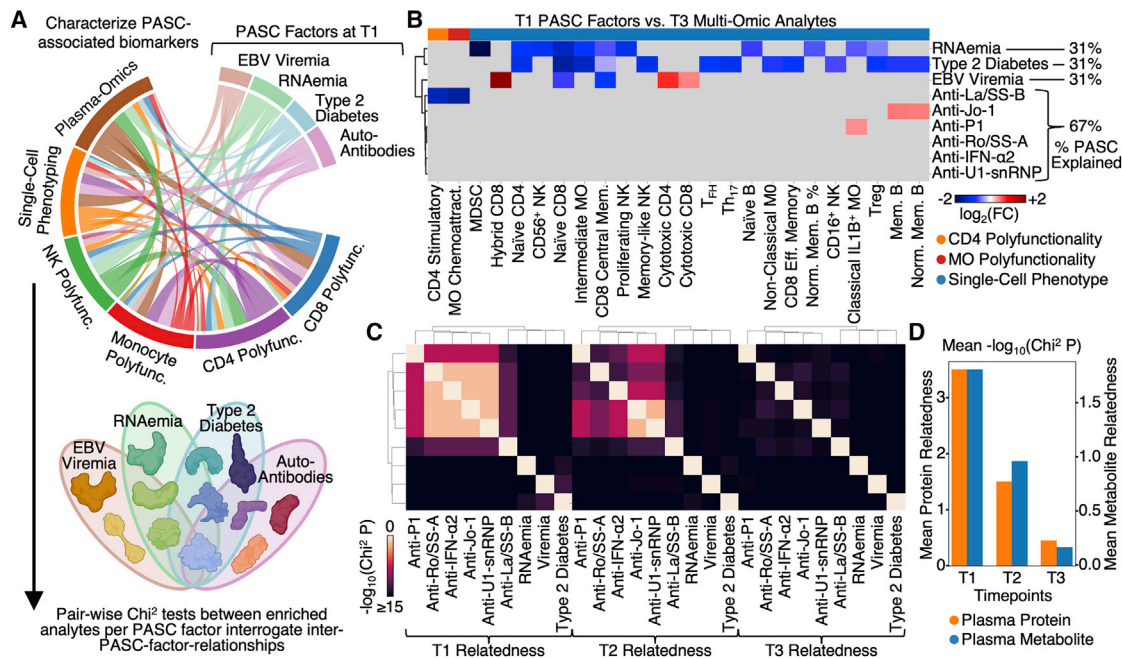 A
Characterize PASC-
associated biomarkers
PASC Factors at T1
EBV Viremia
RNAemia
Type 2
Diabetes
Auto-
Antibodies
Plasma-Omics
Single-Cell
Phenotyping
NK Polyfunc.
Monocyte
Polyfunc.
CD4 Polyfunc.
CD8 Polyfunc.
EBV
Viremia
RNAemia
Type 2
Diabetes
Auto-
Antibodies
Pair-wise Chi² tests between enriched
analytes per PASC factor interrogate inter-
PASC-factor-relationships
B
T1 PASC Factors vs. T3 Multi-Omic Analytes
RNAemia
31%
Type 2 Diabetes
31%
EBV Viremia
31%
Anti-La/SS-B
Anti-Jo-1
Anti-P1
Anti-Ro/SS-A
Anti-IFN-α2
Anti-U1-snRNP
67%
% PASC
Explained
CD4 Stimulatory
MO Chemoattract.
MDSC
Hybrid CD8
Naïve CD4
CD56⁺ NK
Naïve CD8
Intermediate MO
CD8 Central Mem.
Proliferating NK
Memory-like NK
Cytotoxic CD4
Cytotoxic CD8
TFH
Th17
Naïve B
Non-Classical M0
CD8 Eff. Memory
Norm. Mem. B %
CD16⁺ NK
Classical IL1B⁺ MO
Treg
Mem. B
Norm. Mem. B
-2
+2
log₂(FC)
CD4 Polyfunctionality
MO Polyfunctionality
Single-Cell Phenotype
C
0
-log₁₀(Chi² P)
≥15
Anti-P1
Anti-Ro/SS-A
Anti-IFN-α2
Anti-Jo-1
Anti-U1-snRNP
Anti-La/SS-B
RNAemia
Viremia
Type 2 Diabetes
Anti-P1
Anti-Ro/SS-A
Anti-IFN-α2
Anti-Jo-1
Anti-U1-snRNP
Anti-La/SS-B
RNAemia
Viremia
Type 2 Diabetes
Anti-P1
Anti-Ro/SS-A
Anti-IFN-α2
Anti-Jo-1
Anti-U1-snRNP
Anti-La/SS-B
RNAemia
Viremia
Type 2 Diabetes
T1 Relatedness
T2 Relatedness
T3 Relatedness
D
Mean -log₁₀(Chi² P)
Mean Protein Relatedness
3
2
1
0
Mean Metabolite Relatedness
1.5
1.0
0.5
0.0
T1
T2
T3
Timepoints
Plasma Protein
Plasma Metabolite